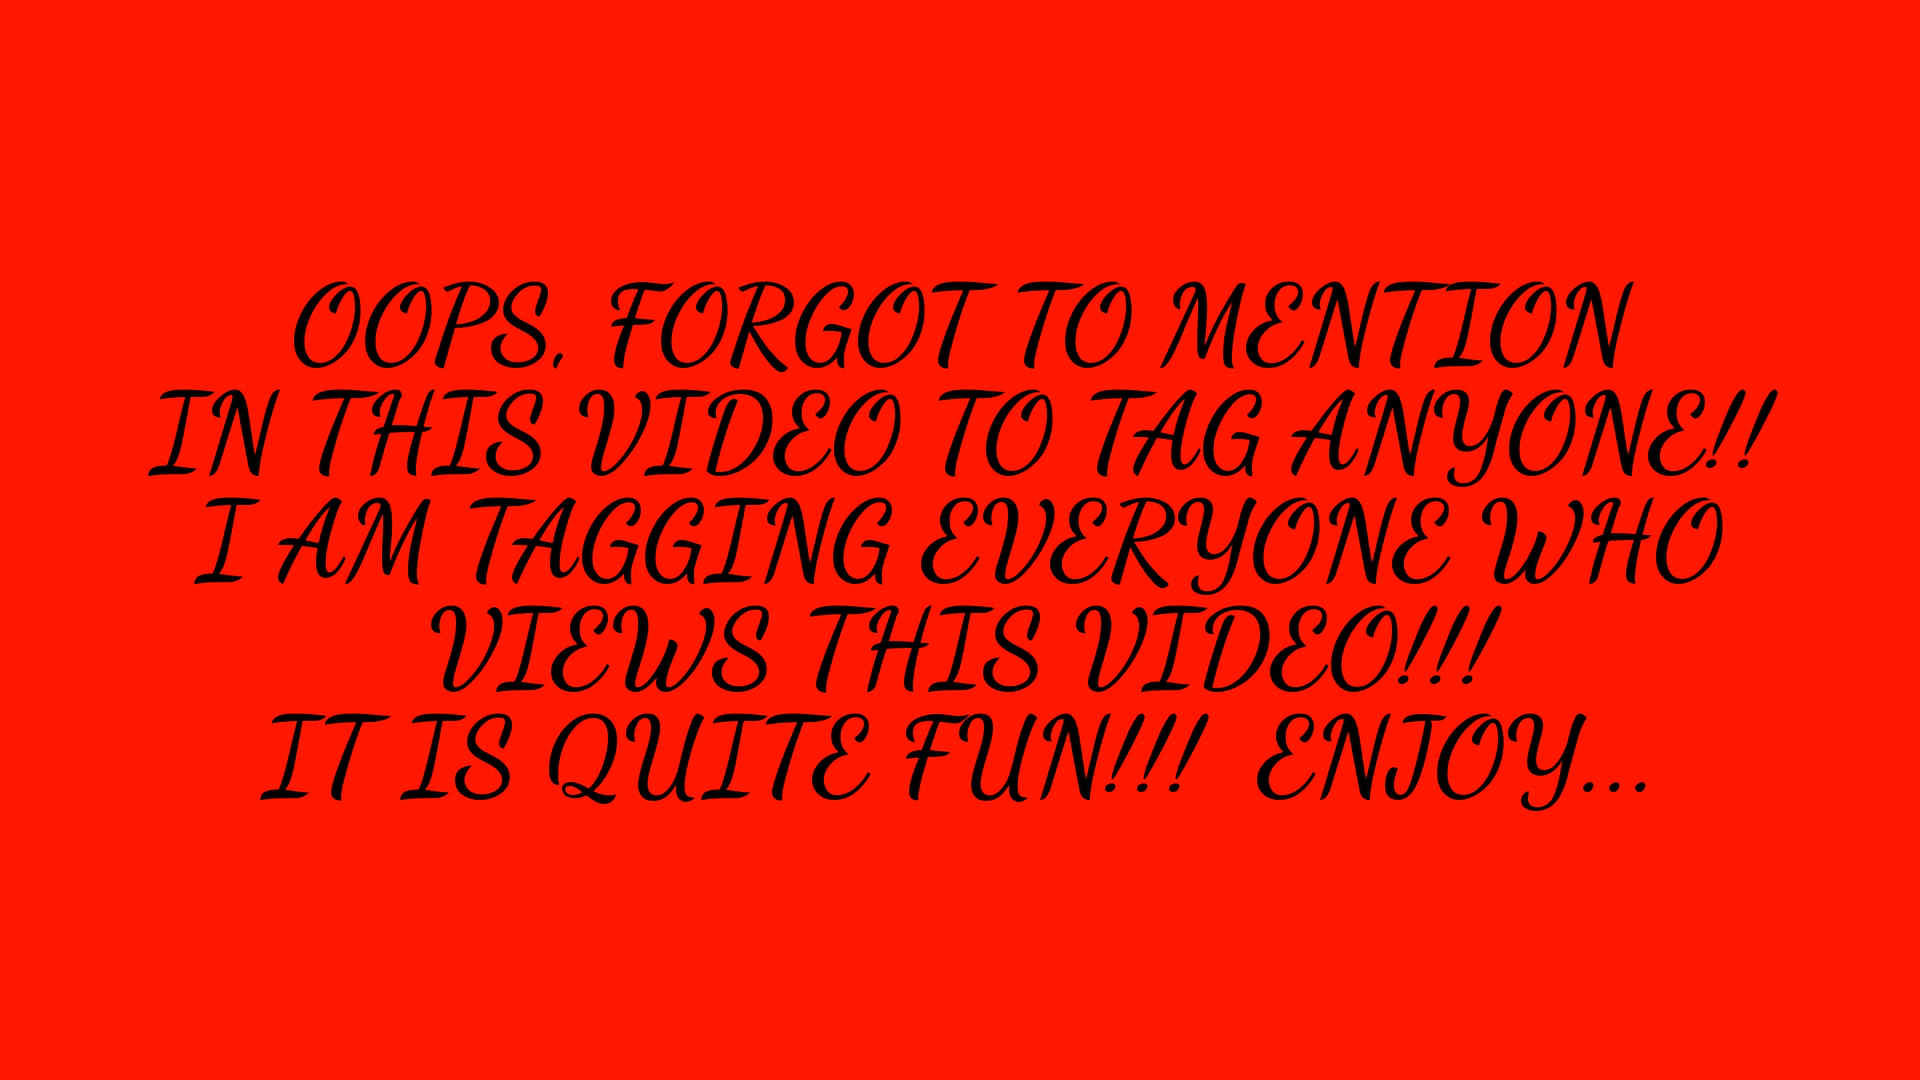 OOPS, FORGOT TO MENTION
IN THIS VIDEO TO TAG ANYONE!!
I AM TAGGING EVERYONE WHO
VIEWS THIS VIDEO!!!
IT IS QUITE FUN!!!  ENJOY...